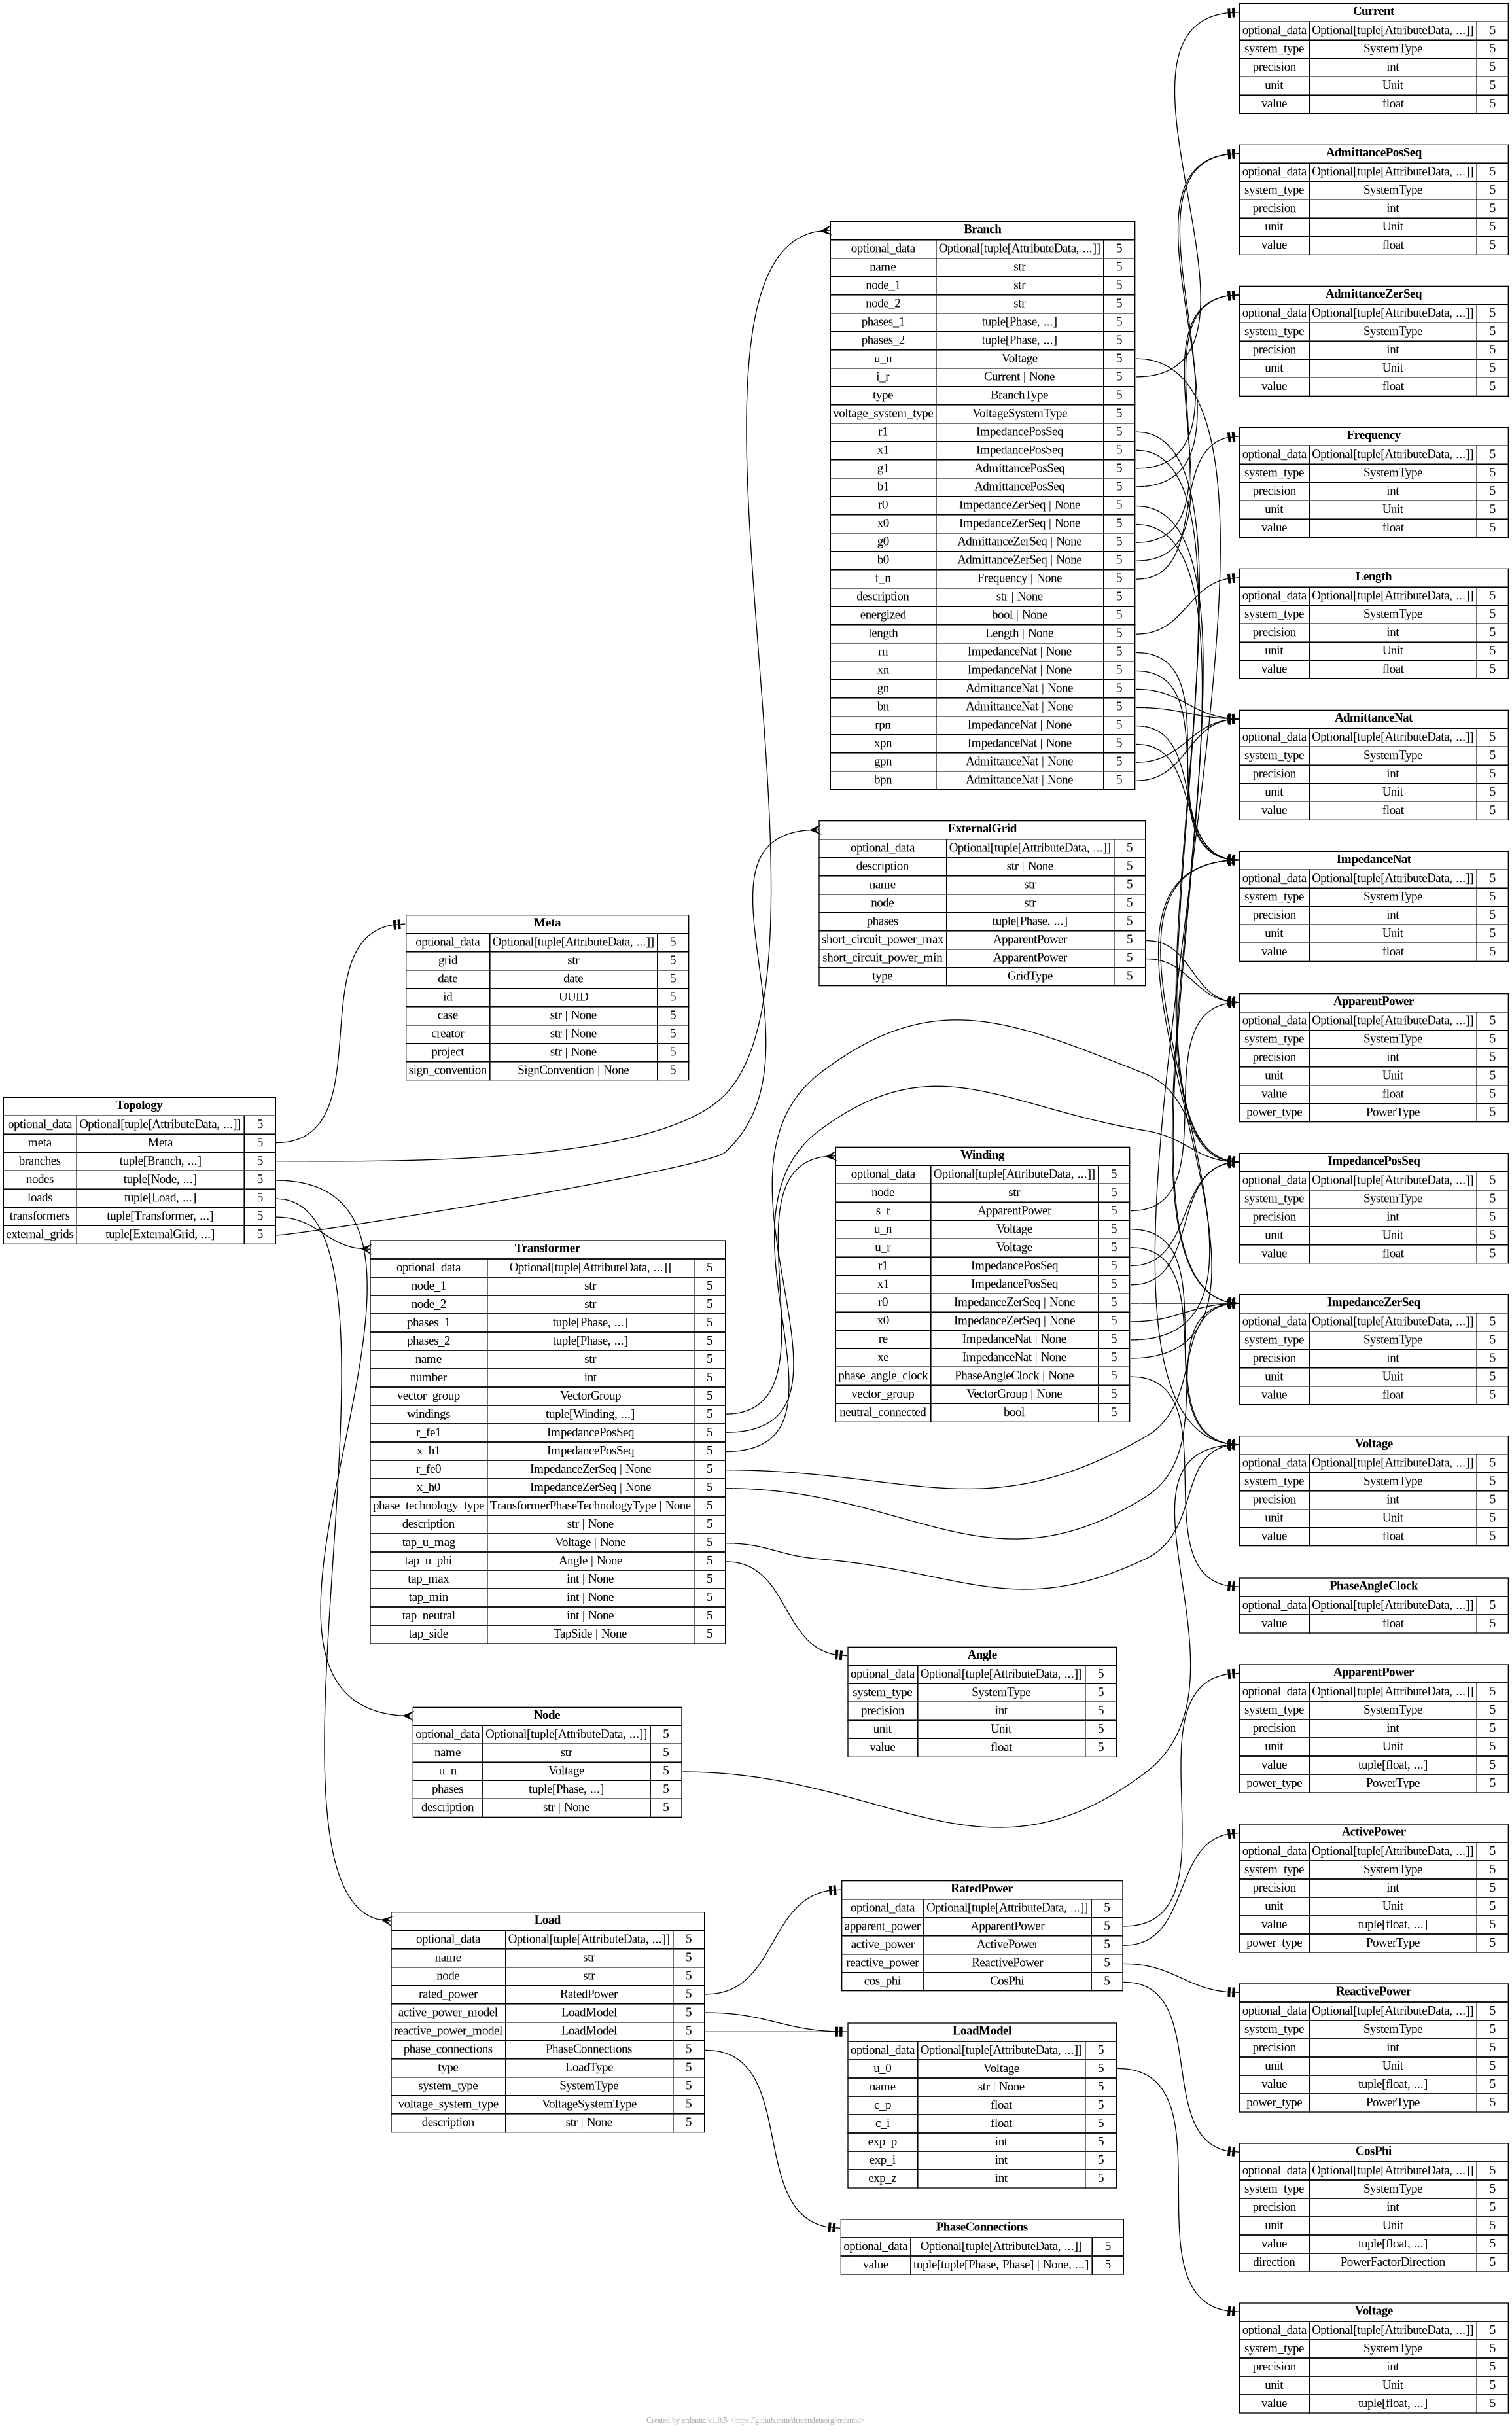 Current
optional_data Optional[tuple[AttributeData, ...]] 5
system_type SystemType 5
precision int 5
unit Unit 5
value float 5
AdmittancePosSeq
optional_data Optional[tuple[AttributeData, ...]] 5
system_type SystemType 5
precision int 5
unit Unit 5
value float 5
AdmittanceZerSeq
optional_data Optional[tuple[AttributeData, ...]] 5
system_type SystemType 5
precision int 5
unit Unit 5
value float 5
Frequency
optional_data Optional[tuple[AttributeData, ...]] 5
system_type SystemType 5
precision int 5
unit Unit 5
value float 5
Length
optional_data Optional[tuple[AttributeData, ...]] 5
system_type SystemType 5
precision int 5
unit Unit 5
value float 5
AdmittanceNat
optional_data Optional[tuple[AttributeData, ...]] 5
system_type SystemType 5
precision int 5
unit Unit 5
value float 5
ImpedanceNat
optional_data Optional[tuple[AttributeData, ...]] 5
system_type SystemType 5
precision int 5
unit Unit 5
value float 5
ApparentPower
optional_data Optional[tuple[AttributeData, ...]] 5
system_type SystemType 5
precision int 5
unit Unit 5
value float 5
power_type PowerType 5
ImpedancePosSeq
optional_data Optional[tuple[AttributeData, ...]] 5
system_type SystemType 5
precision int 5
unit Unit 5
value float 5
ImpedanceZerSeq
optional_data Optional[tuple[AttributeData, ...]] 5
system_type SystemType 5
precision int 5
unit Unit 5
value float 5
Voltage
optional_data Optional[tuple[AttributeData, ...]] 5
system_type SystemType 5
precision int 5
unit Unit 5
value float 5
PhaseAngleClock
optional_data Optional[tuple[AttributeData, ...]] 5
value float 5
ApparentPower
optional_data Optional[tuple[AttributeData, ...]] 5
system_type SystemType 5
precision int 5
unit Unit 5
value tuple[float, ...] 5
power_type PowerType 5
ActivePower
optional_data Optional[tuple[AttributeData, ...]] 5
system_type SystemType 5
precision int 5
unit Unit 5
value tuple[float, ...] 5
power_type PowerType 5
ReactivePower
optional_data Optional[tuple[AttributeData, ...]] 5
system_type SystemType 5
precision int 5
unit Unit 5
value tuple[float, ...] 5
power_type PowerType 5
CosPhi
optional_data Optional[tuple[AttributeData, ...]] 5
system_type SystemType 5
precision int 5
unit Unit 5
value tuple[float, ...] 5
direction PowerFactorDirection 5
Voltage
optional_data Optional[tuple[AttributeData, ...]] 5
system_type SystemType 5
precision int 5
unit Unit 5
value tuple[float, ...] 5
Branch
optional_data Optional[tuple[AttributeData, ...]] 5
name str 5
node_1 str 5
node_2 str 5
phases_1 tuple[Phase, ...] 5
phases_2 tuple[Phase, ...] 5
u_n Voltage 5
i_r Current | None 5
type BranchType 5
voltage_system_type VoltageSystemType 5
r1 ImpedancePosSeq 5
x1 ImpedancePosSeq 5
g1 AdmittancePosSeq 5
b1 AdmittancePosSeq 5
r0 ImpedanceZerSeq | None 5
x0 ImpedanceZerSeq | None 5
g0 AdmittanceZerSeq | None 5
b0 AdmittanceZerSeq | None 5
f_n Frequency | None 5
description str | None 5
energized bool | None 5
length Length | None 5
rn ImpedanceNat | None 5
xn ImpedanceNat | None 5
gn AdmittanceNat | None 5
bn AdmittanceNat | None 5
rpn ImpedanceNat | None 5
xpn ImpedanceNat | None 5
gpn AdmittanceNat | None 5
bpn AdmittanceNat | None 5
ExternalGrid
optional_data Optional[tuple[AttributeData, ...]] 5
description str | None 5
name str 5
node str 5
phases tuple[Phase, ...] 5
short_circuit_power_max ApparentPower 5
short_circuit_power_min ApparentPower 5
type GridType 5
Winding
optional_data Optional[tuple[AttributeData, ...]] 5
node str 5
s_r ApparentPower 5
u_n Voltage 5
u_r Voltage 5
r1 ImpedancePosSeq 5
x1 ImpedancePosSeq 5
r0 ImpedanceZerSeq | None 5
x0 ImpedanceZerSeq | None 5
re ImpedanceNat | None 5
xe ImpedanceNat | None 5
phase_angle_clock PhaseAngleClock | None 5
vector_group VectorGroup | None 5
neutral_connected bool 5
Angle
optional_data Optional[tuple[AttributeData, ...]] 5
system_type SystemType 5
precision int 5
unit Unit 5
value float 5
RatedPower
optional_data Optional[tuple[AttributeData, ...]] 5
apparent_power ApparentPower 5
active_power ActivePower 5
reactive_power ReactivePower 5
cos_phi CosPhi 5
LoadModel
optional_data Optional[tuple[AttributeData, ...]] 5
u_0 Voltage 5
name str | None 5
c_p float 5
c_i float 5
exp_p int 5
exp_i int 5
exp_z int 5
PhaseConnections
optional_data Optional[tuple[AttributeData, ...]] 5
value tuple[tuple[Phase, Phase] | None, ...] 5
Meta
optional_data Optional[tuple[AttributeData, ...]] 5
grid str 5
date date 5
id UUID 5
case str | None 5
creator str | None 5
project str | None 5
sign_convention SignConvention | None 5
Transformer
optional_data Optional[tuple[AttributeData, ...]] 5
node_1 str 5
node_2 str 5
phases_1 tuple[Phase, ...] 5
phases_2 tuple[Phase, ...] 5
name str 5
number int 5
vector_group VectorGroup 5
windings tuple[Winding, ...] 5
r_fe1 ImpedancePosSeq 5
x_h1 ImpedancePosSeq 5
r_fe0 ImpedanceZerSeq | None 5
x_h0 ImpedanceZerSeq | None 5
phase_technology_type TransformerPhaseTechnologyType | None 5
description str | None 5
tap_u_mag Voltage | None 5
tap_u_phi Angle | None 5
tap_max int | None 5
tap_min int | None 5
tap_neutral int | None 5
tap_side TapSide | None 5
Node
optional_data Optional[tuple[AttributeData, ...]] 5
name str 5
u_n Voltage 5
phases tuple[Phase, ...] 5
description str | None 5
Load
optional_data Optional[tuple[AttributeData, ...]] 5
name str 5
node str 5
rated_power RatedPower 5
active_power_model LoadModel 5
reactive_power_model LoadModel 5
phase_connections PhaseConnections 5
type LoadType 5
system_type SystemType 5
voltage_system_type VoltageSystemType 5
description str | None 5
Topology
optional_data Optional[tuple[AttributeData, ...]] 5
meta Meta 5
branches tuple[Branch, ...] 5
nodes tuple[Node, ...] 5
loads tuple[Load, ...] 5
transformers tuple[Transformer, ...] 5
external_grids tuple[ExternalGrid, ...] 5
Created by erdantic v1.0.5 <https://github.com/drivendataorg/erdantic>